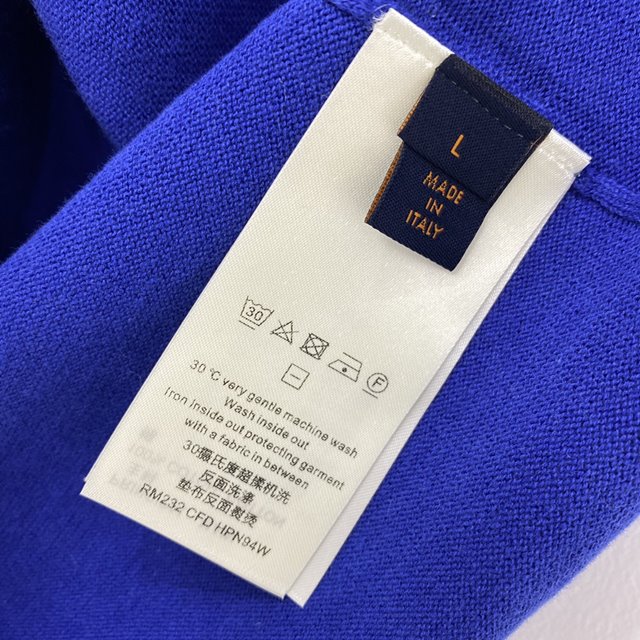 L
MADE
IN
ITALY
30
F
30 °C very gentle machine wash
Wash inside out
Iron inside out protecting garment
with a fabric in between
30摄氏度超柔机洗
反面洗涤
垫布反面熨烫
RM232 CFD HPN94W